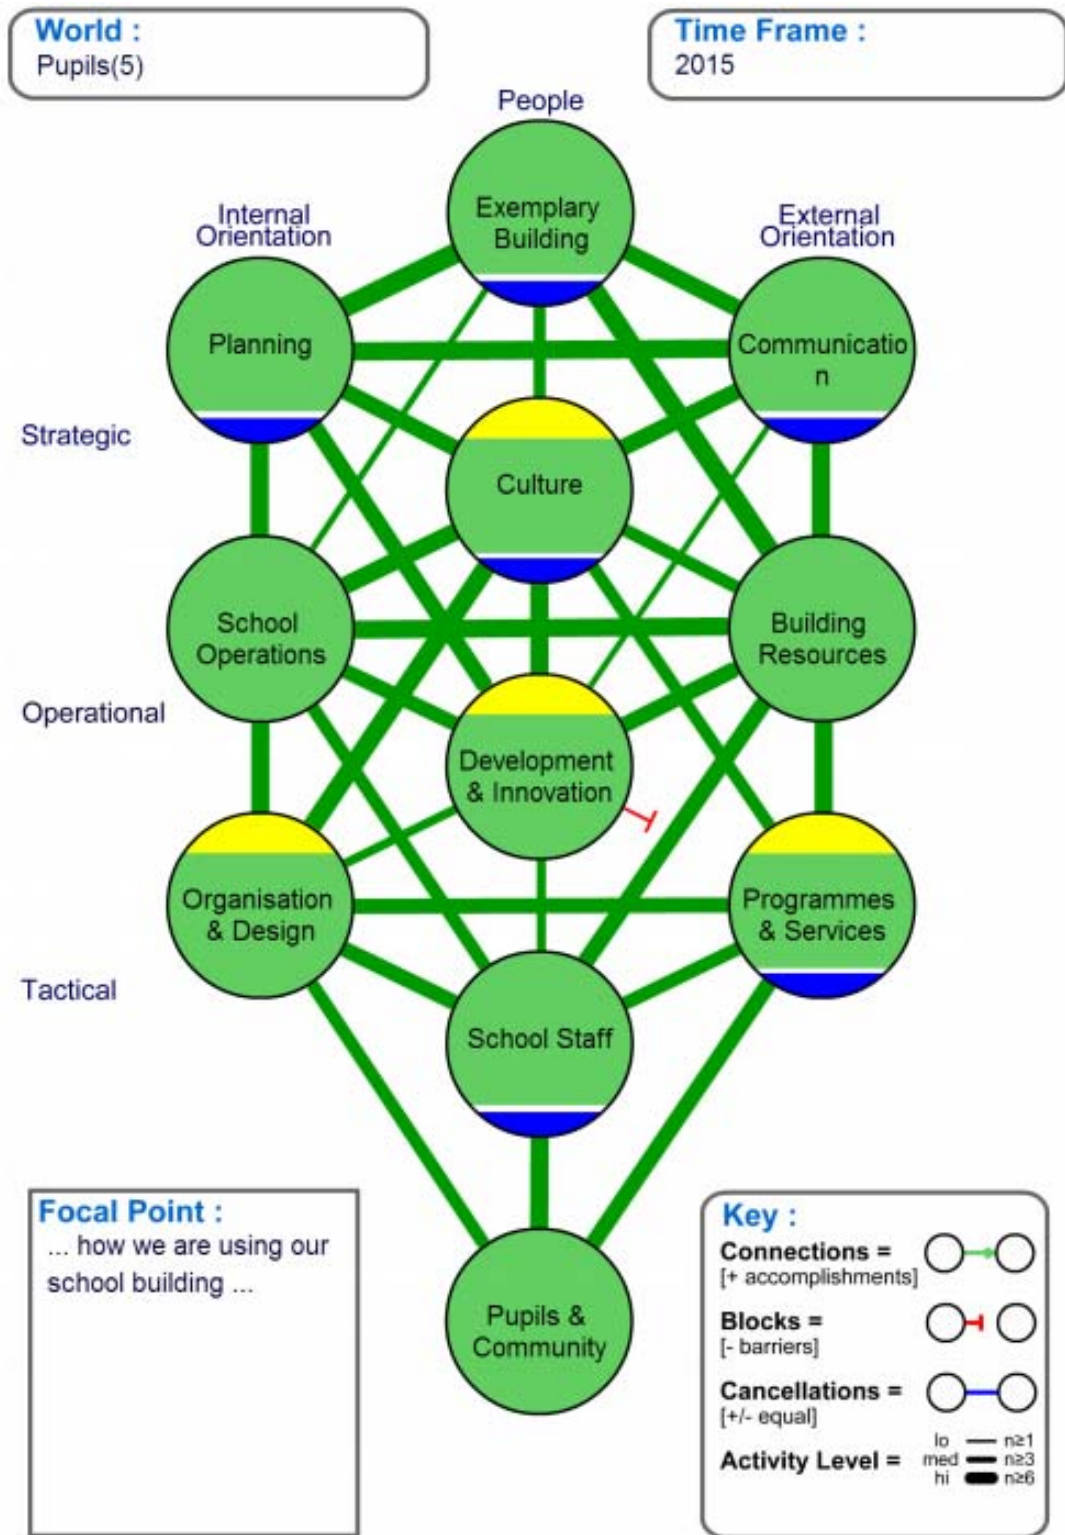 World :
Pupils(5)
Time Frame :
2015
People
Internal
Orientation
External
Orientation
Exemplary
Building
Planning
Communicatio
n
Strategic
Culture
School
Operations
Building
Resources
Operational
Development
& Innovation
Organisation
& Design
Programmes
& Services
Tactical
School Staff
Focal Point :
... how we are using our
school building ...
Pupils &
Community
Key :
Connections =
[+ accomplishments]
Blocks =
[- barriers]
Cancellations =
[+/- equal]
Activity Level =
lo n≥1
med n≥3
hi n≥6